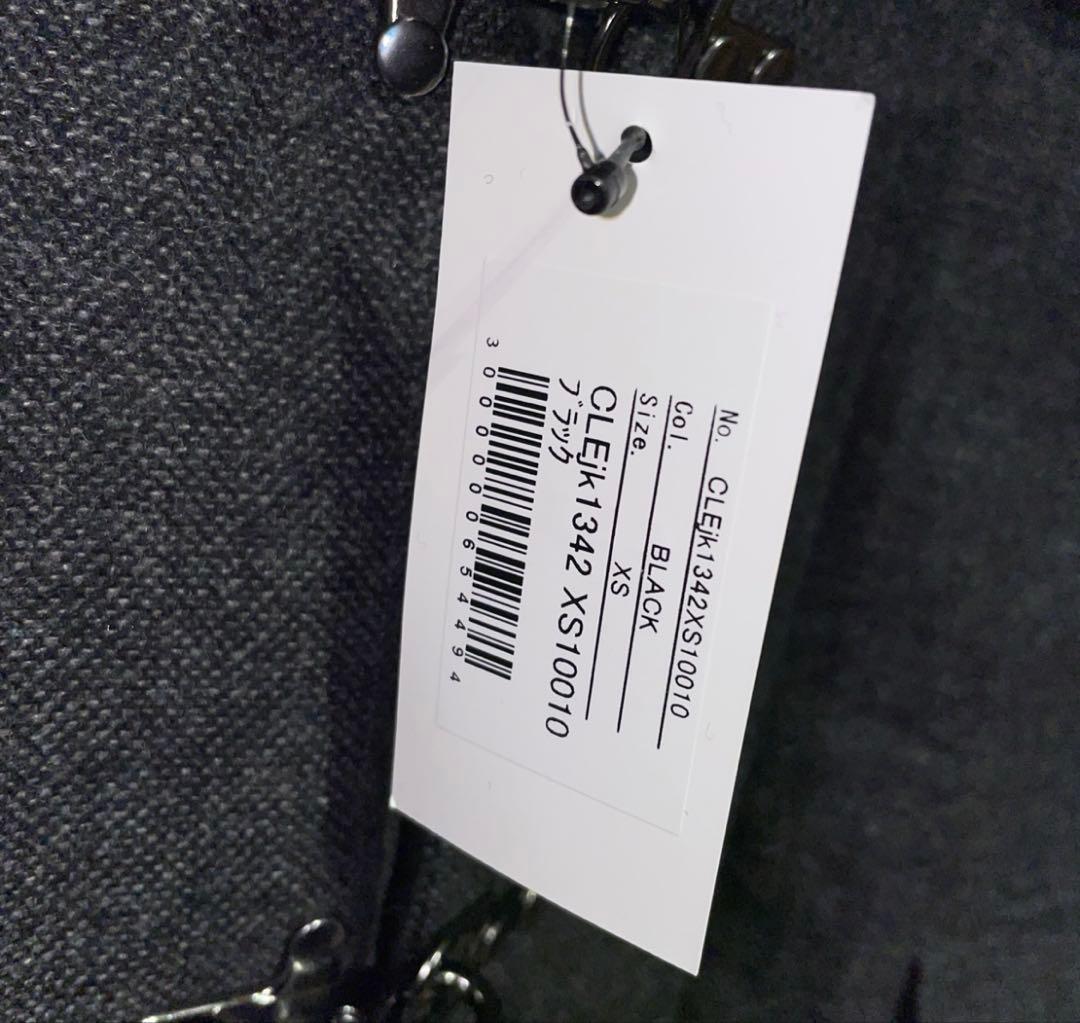 No. CLEjk1342XS10010
Col. BLACK
Size. XS
CLEjk1342 XS10010
ブラック
3000000654494